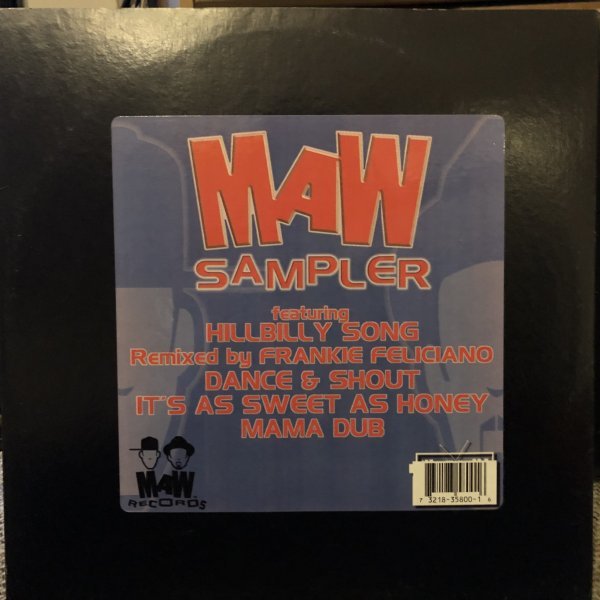 MAW
SAMPLER
featuring
HILLBILLY SONG
Remixed by FRANKIE FELICIANO
DANCE & SHOUT
IT'S AS SWEET AS HONEY
MAMA DUB
MAW
RECORDS
7 3218-35800-1 6